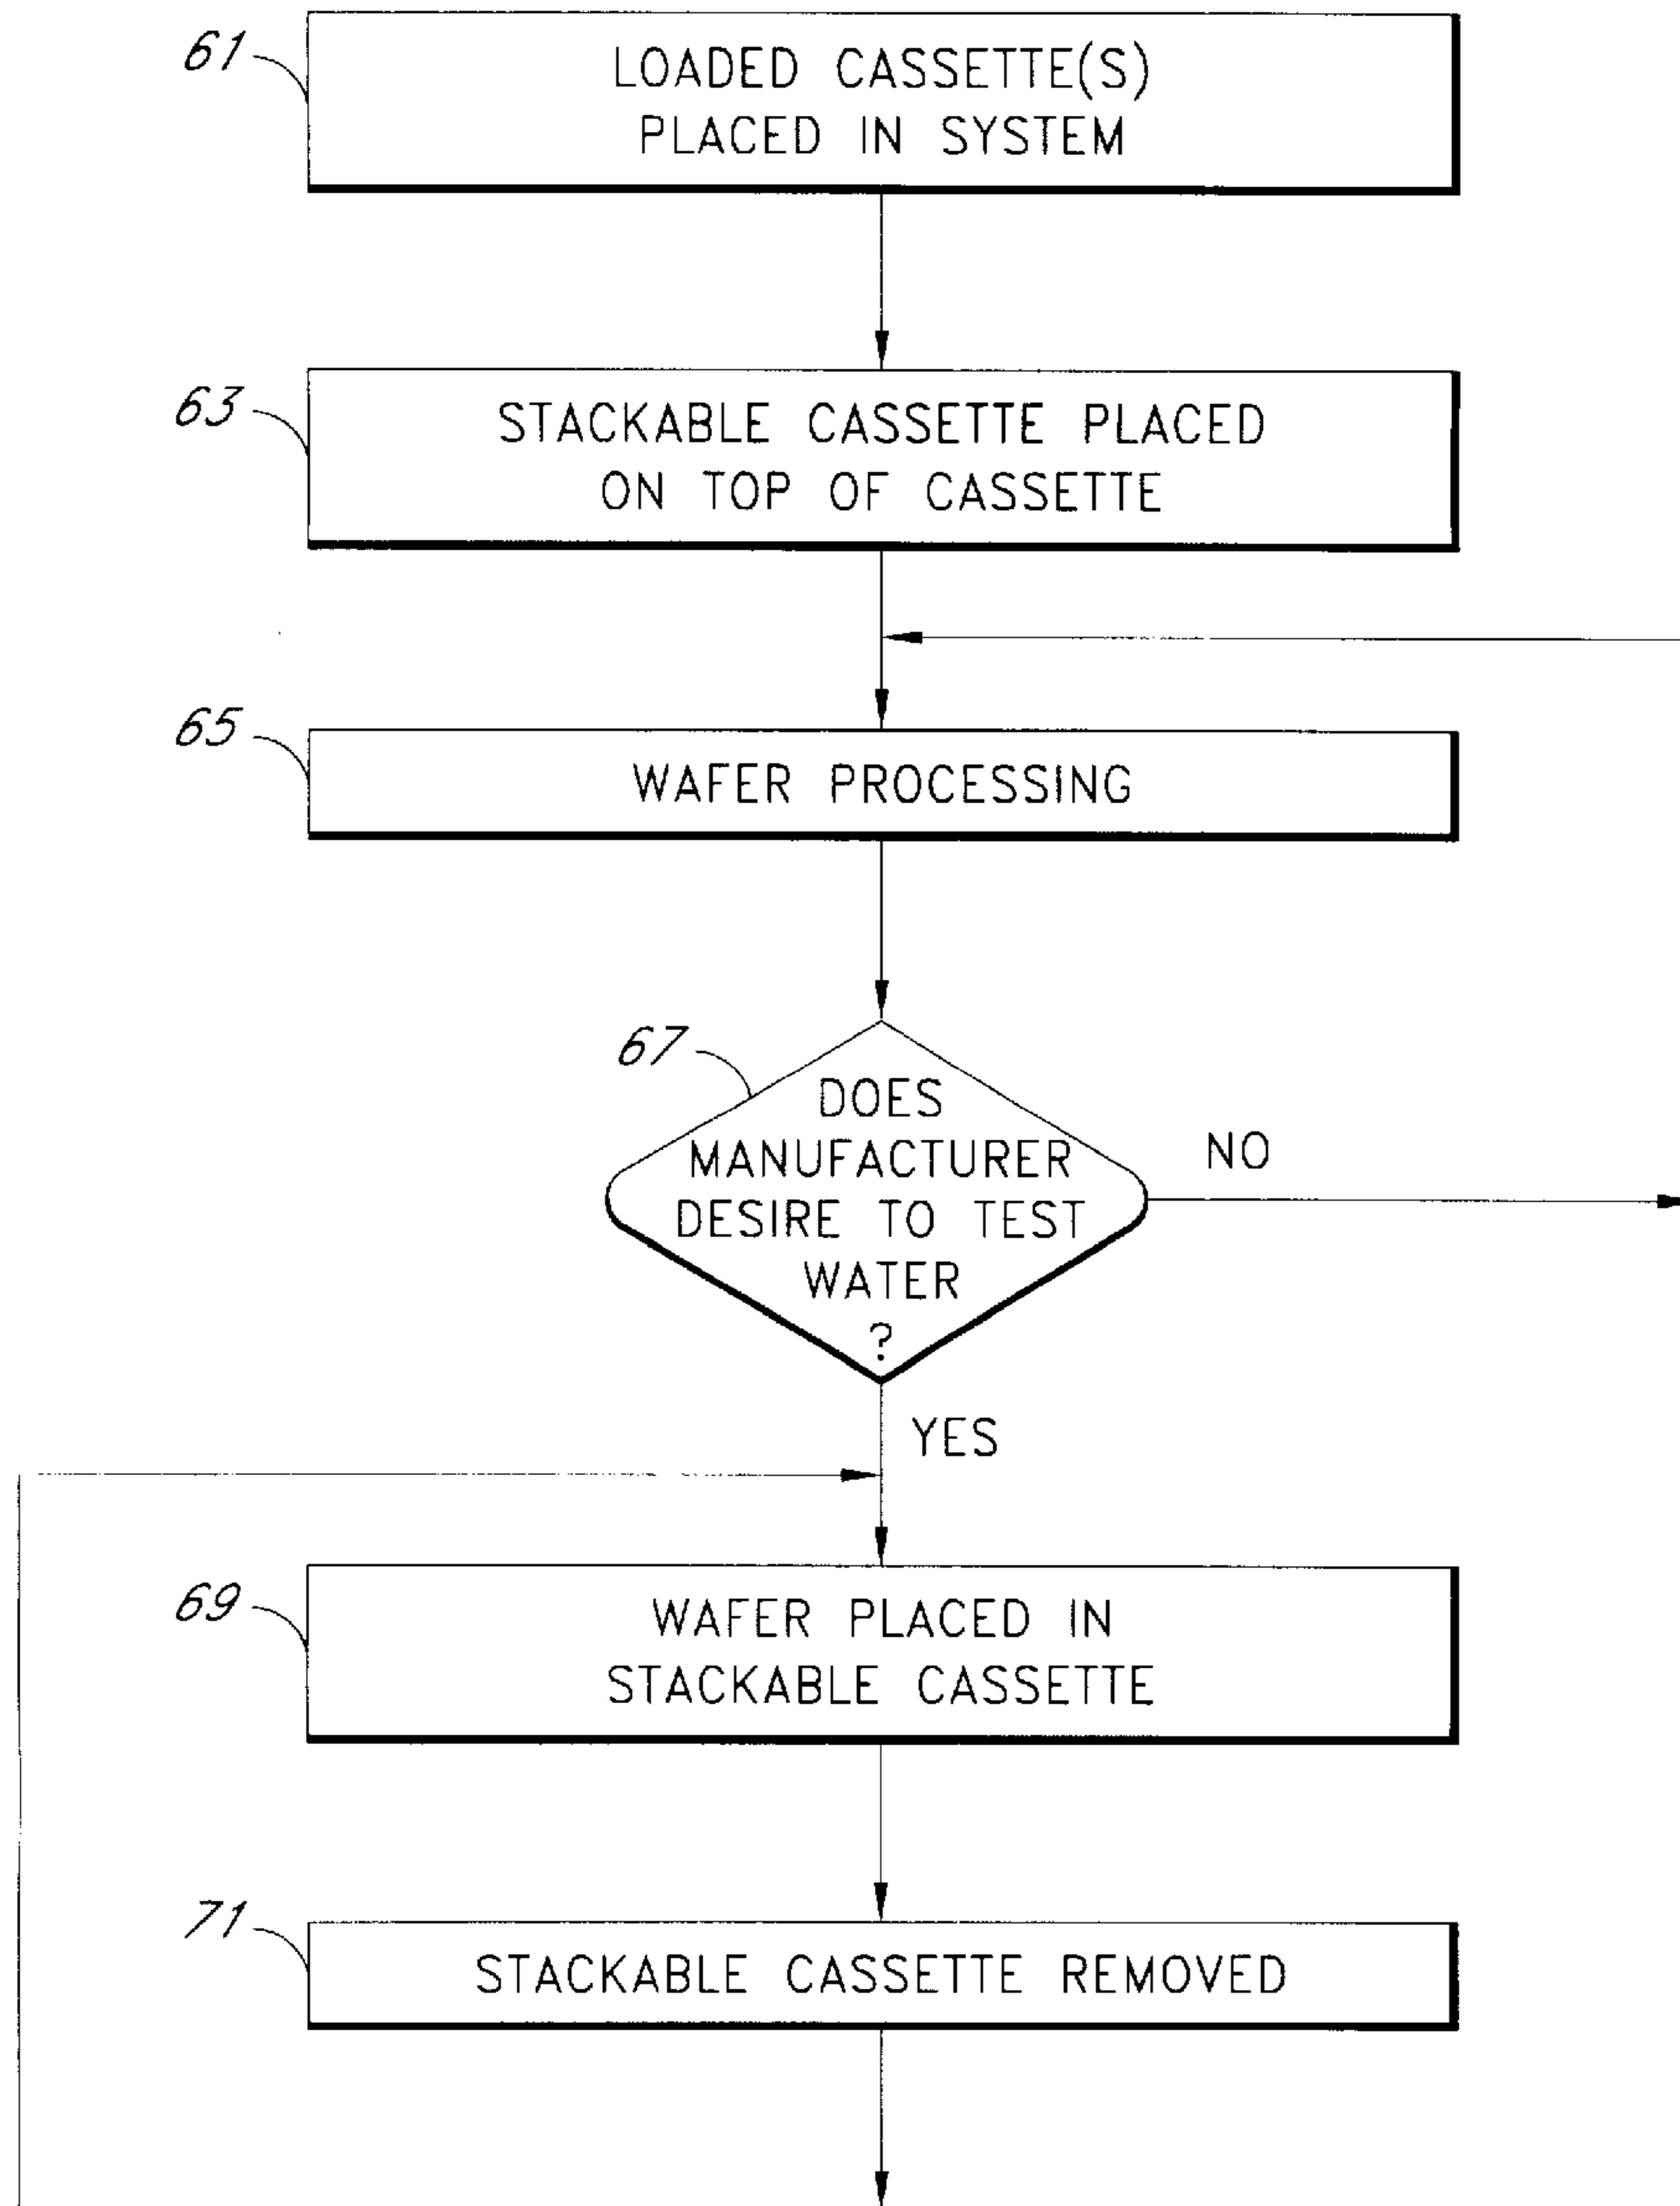 61
LOADED CASSETTE(S)
PLACED IN SYSTEM
63
STACKABLE CASSETTE PLACED
ON TOP OF CASSETTE
65
WAFER PROCESSING
67
DOES
MANUFACTURER
DESIRE TO TEST
WATER
?
NO
YES
69
WAFER PLACED IN
STACKABLE CASSETTE
71
STACKABLE CASSETTE REMOVED